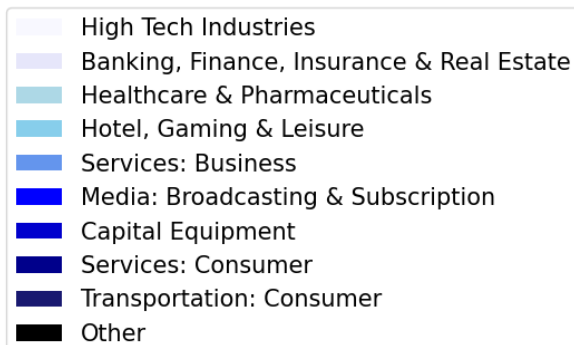 High Tech Industries
Banking, Finance, Insurance & Real Estate
Healthcare & Pharmaceuticals
Hotel, Gaming & Leisure
Services: Business
Media: Broadcasting & Subscription
Capital Equipment
Services: Consumer
Transportation: Consumer
Other